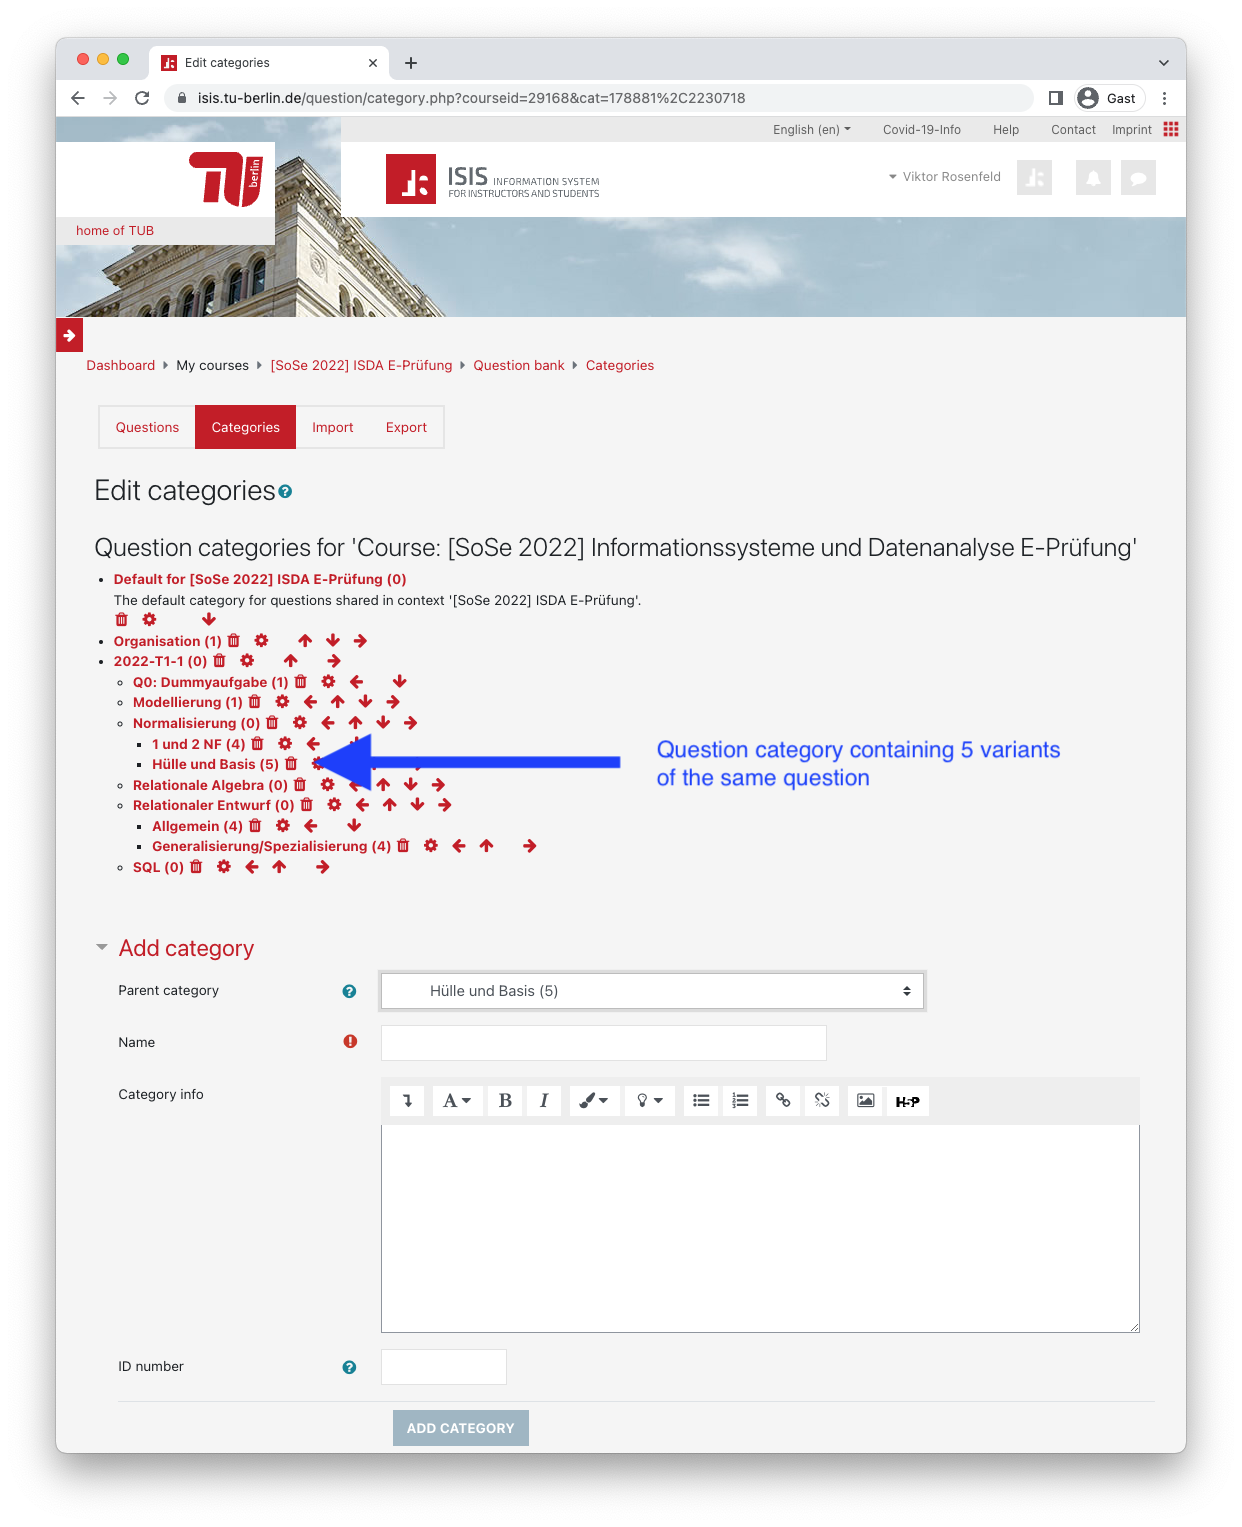 Edit categories
isis.tu-berlin.de/question/category.php?courseid=29168&cat=178881%2C2230718
Gast
English (en)
Covid-19-Info
Help
Contact
Imprint
berlin
ISIS INFORMATION SYSTEM
FOR INSTRUCTORS AND STUDENTS
Viktor Rosenfeld
home of TUB
Dashboard
My courses
[SoSe 2022] ISDA E-Prüfung
Question bank
Categories
Questions
Categories
Import
Export
Edit categories
Question categories for 'Course: [SoSe 2022] Informationssysteme und Datenanalyse E-Prüfung'
Default for [SoSe 2022] ISDA E-Prüfung (0)
The default category for questions shared in context '[SoSe 2022] ISDA E-Prüfung'.
Organisation (1)
2022-T1-1 (0)
Q0: Dummyaufgabe (1)
Modellierung (1)
Normalisierung (0)
1 und 2 NF (4)
Hülle und Basis (5)
Relationale Algebra (0)
Relationaler Entwurf (0)
Allgemein (4)
Generalisierung/Spezialisierung (4)
SQL (0)
Question category containing 5 variants
of the same question
Add category
Parent category
Hülle und Basis (5)
Name
Category info
A
B
I
H5P
ID number
ADD CATEGORY